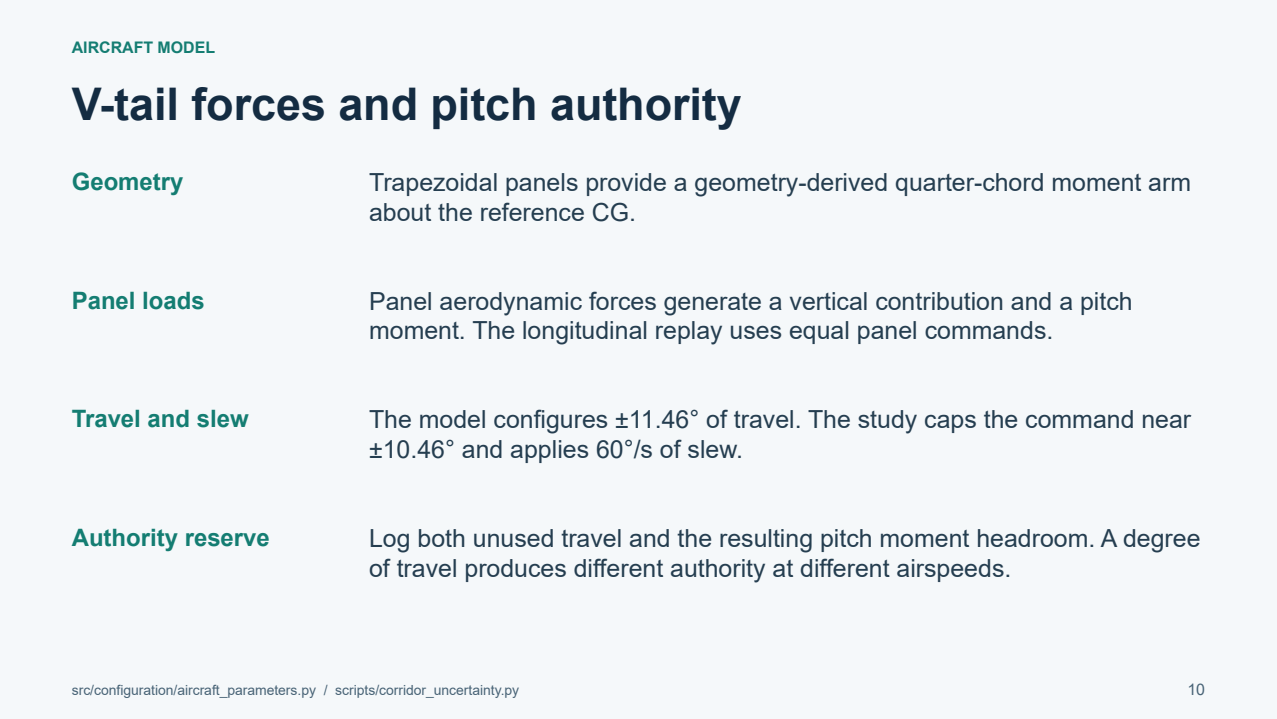 AIRCRAFT MODEL
V-tail forces and pitch authority
Geometry
Trapezoidal panels provide a geometry-derived quarter-chord moment arm
about the reference CG.
Panel loads
Panel aerodynamic forces generate a vertical contribution and a pitch
moment. The longitudinal replay uses equal panel commands.
Travel and slew
The model configures ±11.46° of travel. The study caps the command near
±10.46° and applies 60°/s of slew.
Authority reserve
Log both unused travel and the resulting pitch moment headroom. A degree
of travel produces different authority at different airspeeds.
src/configuration/aircraft_parameters.py / scripts/corridor_uncertainty.py
10